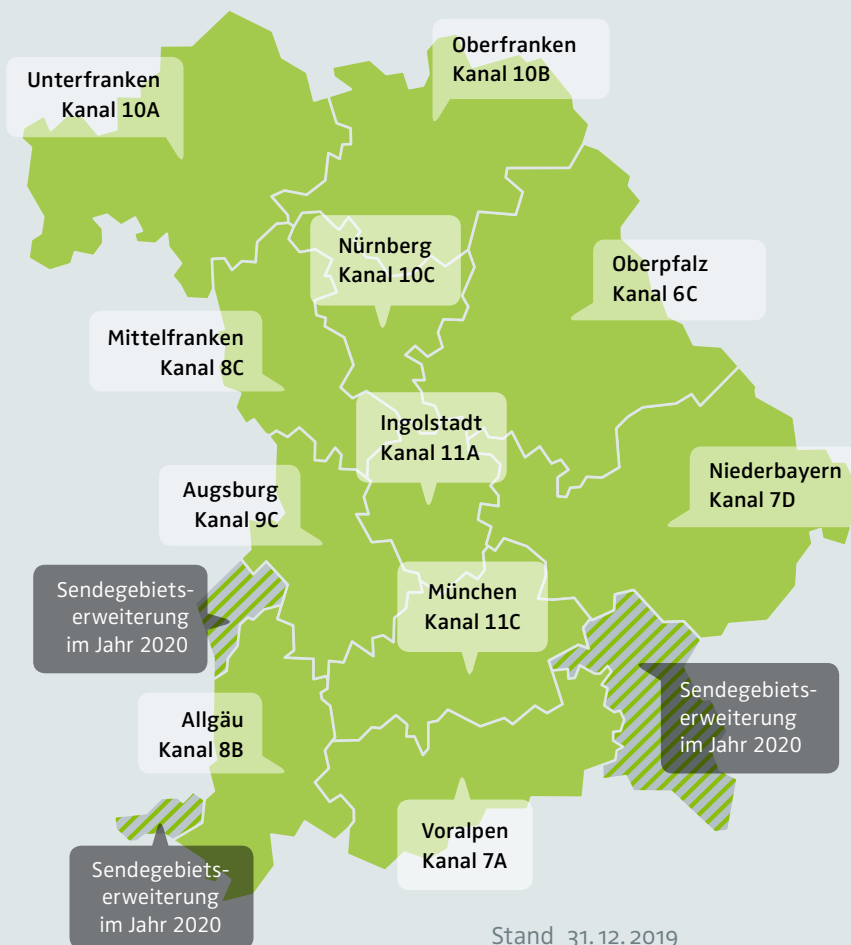 Oberfranken
Kanal 10B
Unterfranken
Kanal 10A
Nürnberg
Kanal 10C
Oberpfalz
Kanal 6C
Mittelfranken
Kanal 8C
Ingolstadt
Kanal 11A
Niederbayern
Kanal 7D
Augsburg
Kanal 9C
Sendegebiets-
erweiterung
im Jahr 2020
München
Kanal 11C
Sendegebiets-
erweiterung
im Jahr 2020
Allgäu
Kanal 8B
Voralpen
Kanal 7A
Sendegebiets-
erweiterung
im Jahr 2020
Stand 31.12.2019